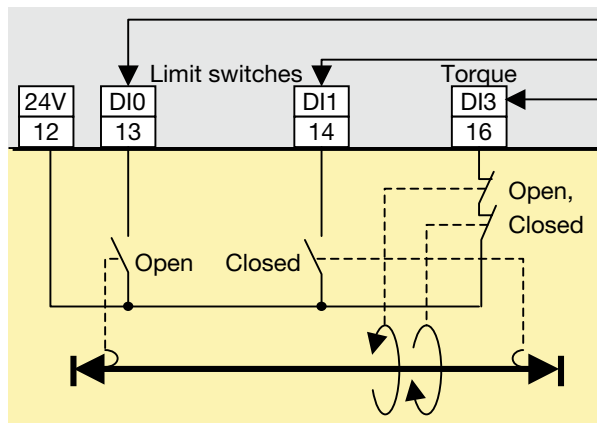 Limit switches Torque
24V DI0 DI1 DI3
12 13 14 16
Open,
Closed
Open Closed